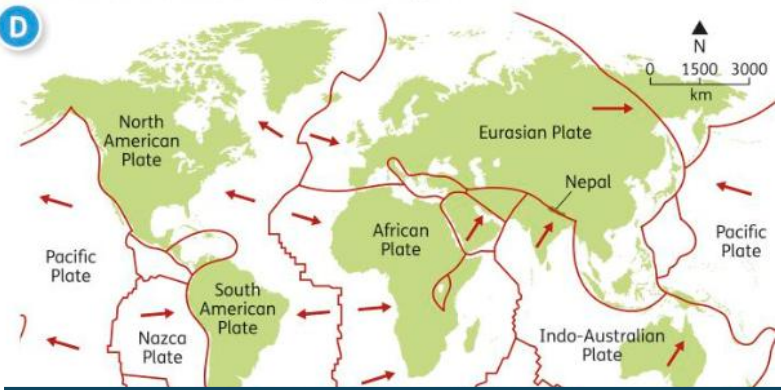 D
N
0 1500 3000
km
North
American
Plate
Eurasian Plate
Nepal
African
Plate
Pacific
Plate
Pacific
Plate
South
American
Plate
Nazca
Plate
Indo-Australian
Plate